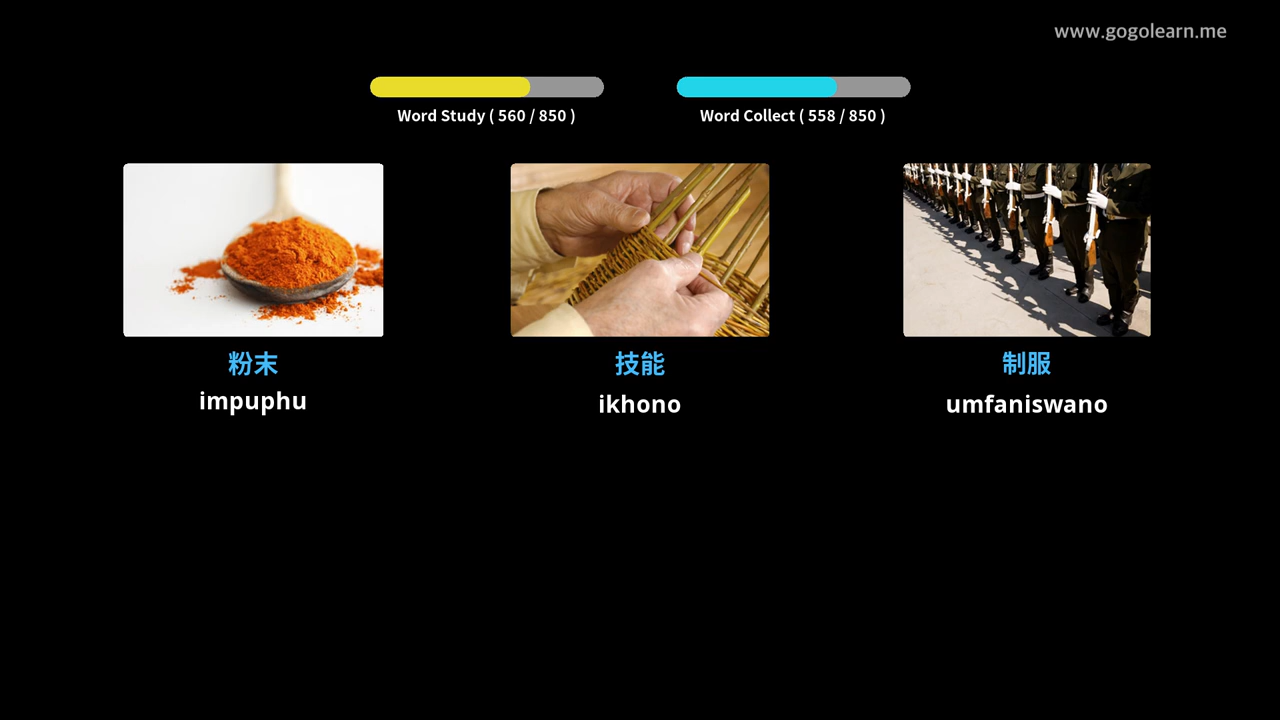 www.gogolearn.me
Word Study ( 560 / 850 )
Word Collect ( 558 / 850 )
粉末
impuphu
技能
ikhono
制服
umfaniswano